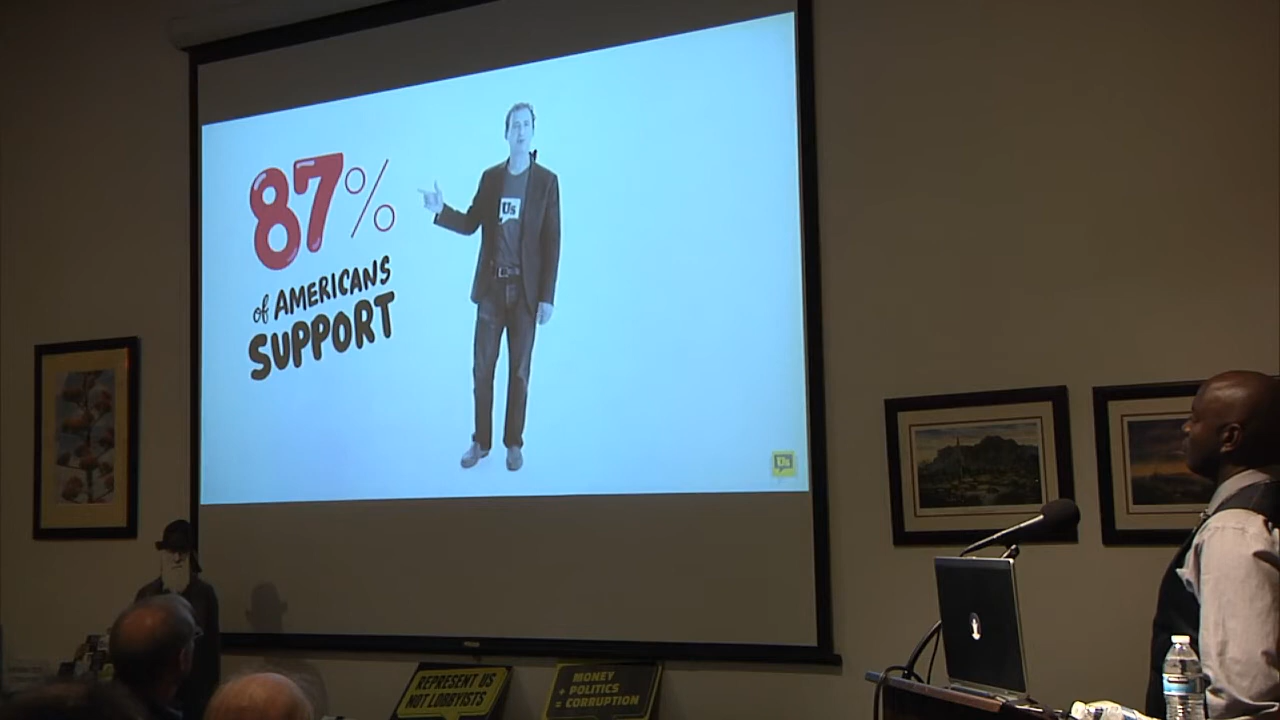 87%
of AMERICANS
SUPPORT
Us
Us
REPRESENT US
NOT LOBBYISTS
MONEY
+ POLITICS
= CORRUPTION